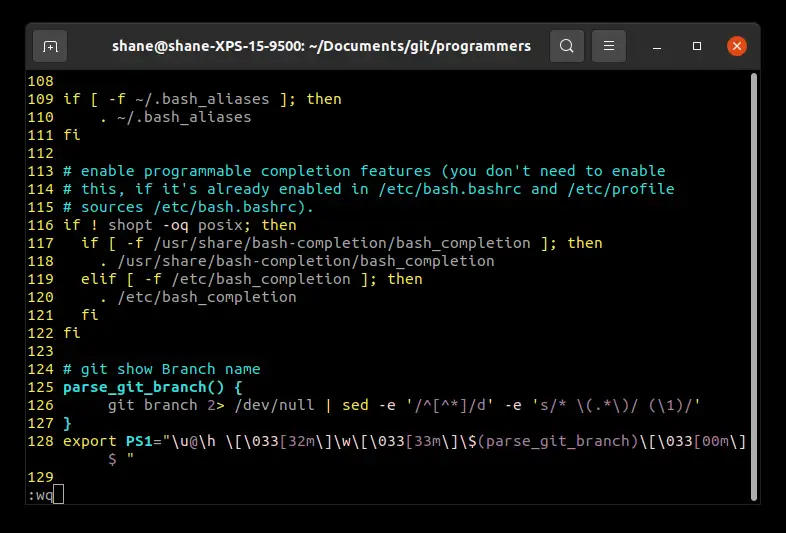 shane@shane-XPS-15-9500: ~/Documents/git/programmers
108
109 if [ -f ~/.bash_aliases ]; then
110     . ~/.bash_aliases
111 fi
112
113 # enable programmable completion features (you don't need to enable
114 # this, if it's already enabled in /etc/bash.bashrc and /etc/profile
115 # sources /etc/bash.bashrc).
116 if ! shopt -oq posix; then
117   if [ -f /usr/share/bash-completion/bash_completion ]; then
118     . /usr/share/bash-completion/bash_completion
119   elif [ -f /etc/bash_completion ]; then
120     . /etc/bash_completion
121   fi
122 fi
123
124 # git show Branch name
125 parse_git_branch() {
126      git branch 2> /dev/null | sed -e '/^[^*]/d' -e 's/* \(.*\)/ (\1)/'
127 }
128 export PS1="\u@\h \[\033[32m\]\w\[\033[33m\]\$(parse_git_branch)\[\033[00m\]
$ "
129
:wq